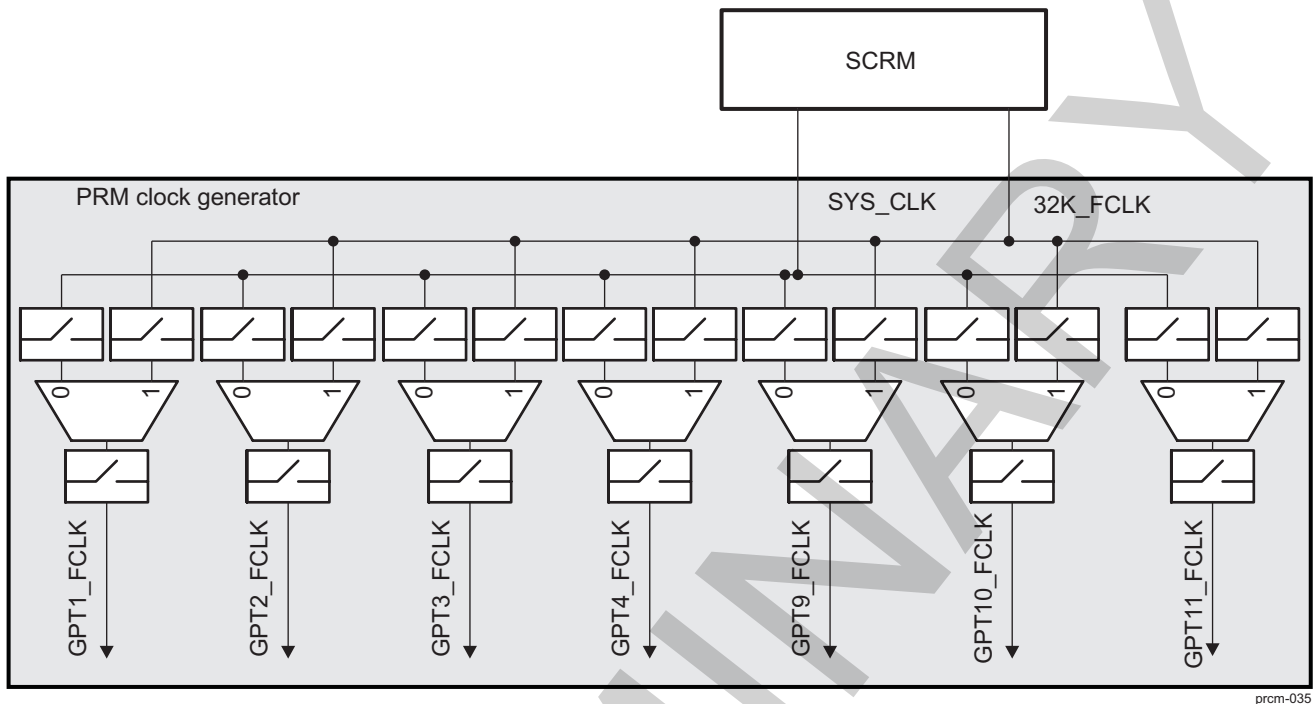 SCRM
PRM clock generator
SYS_CLK
32K_FCLK
0 1 0 1 0 1 0 1 0 1 0 1 0 1
GPT1_FCLK
GPT2_FCLK
GPT3_FCLK
GPT4_FCLK
GPT9_FCLK
GPT10_FCLK
GPT11_FCLK
MINARY
prcm-035